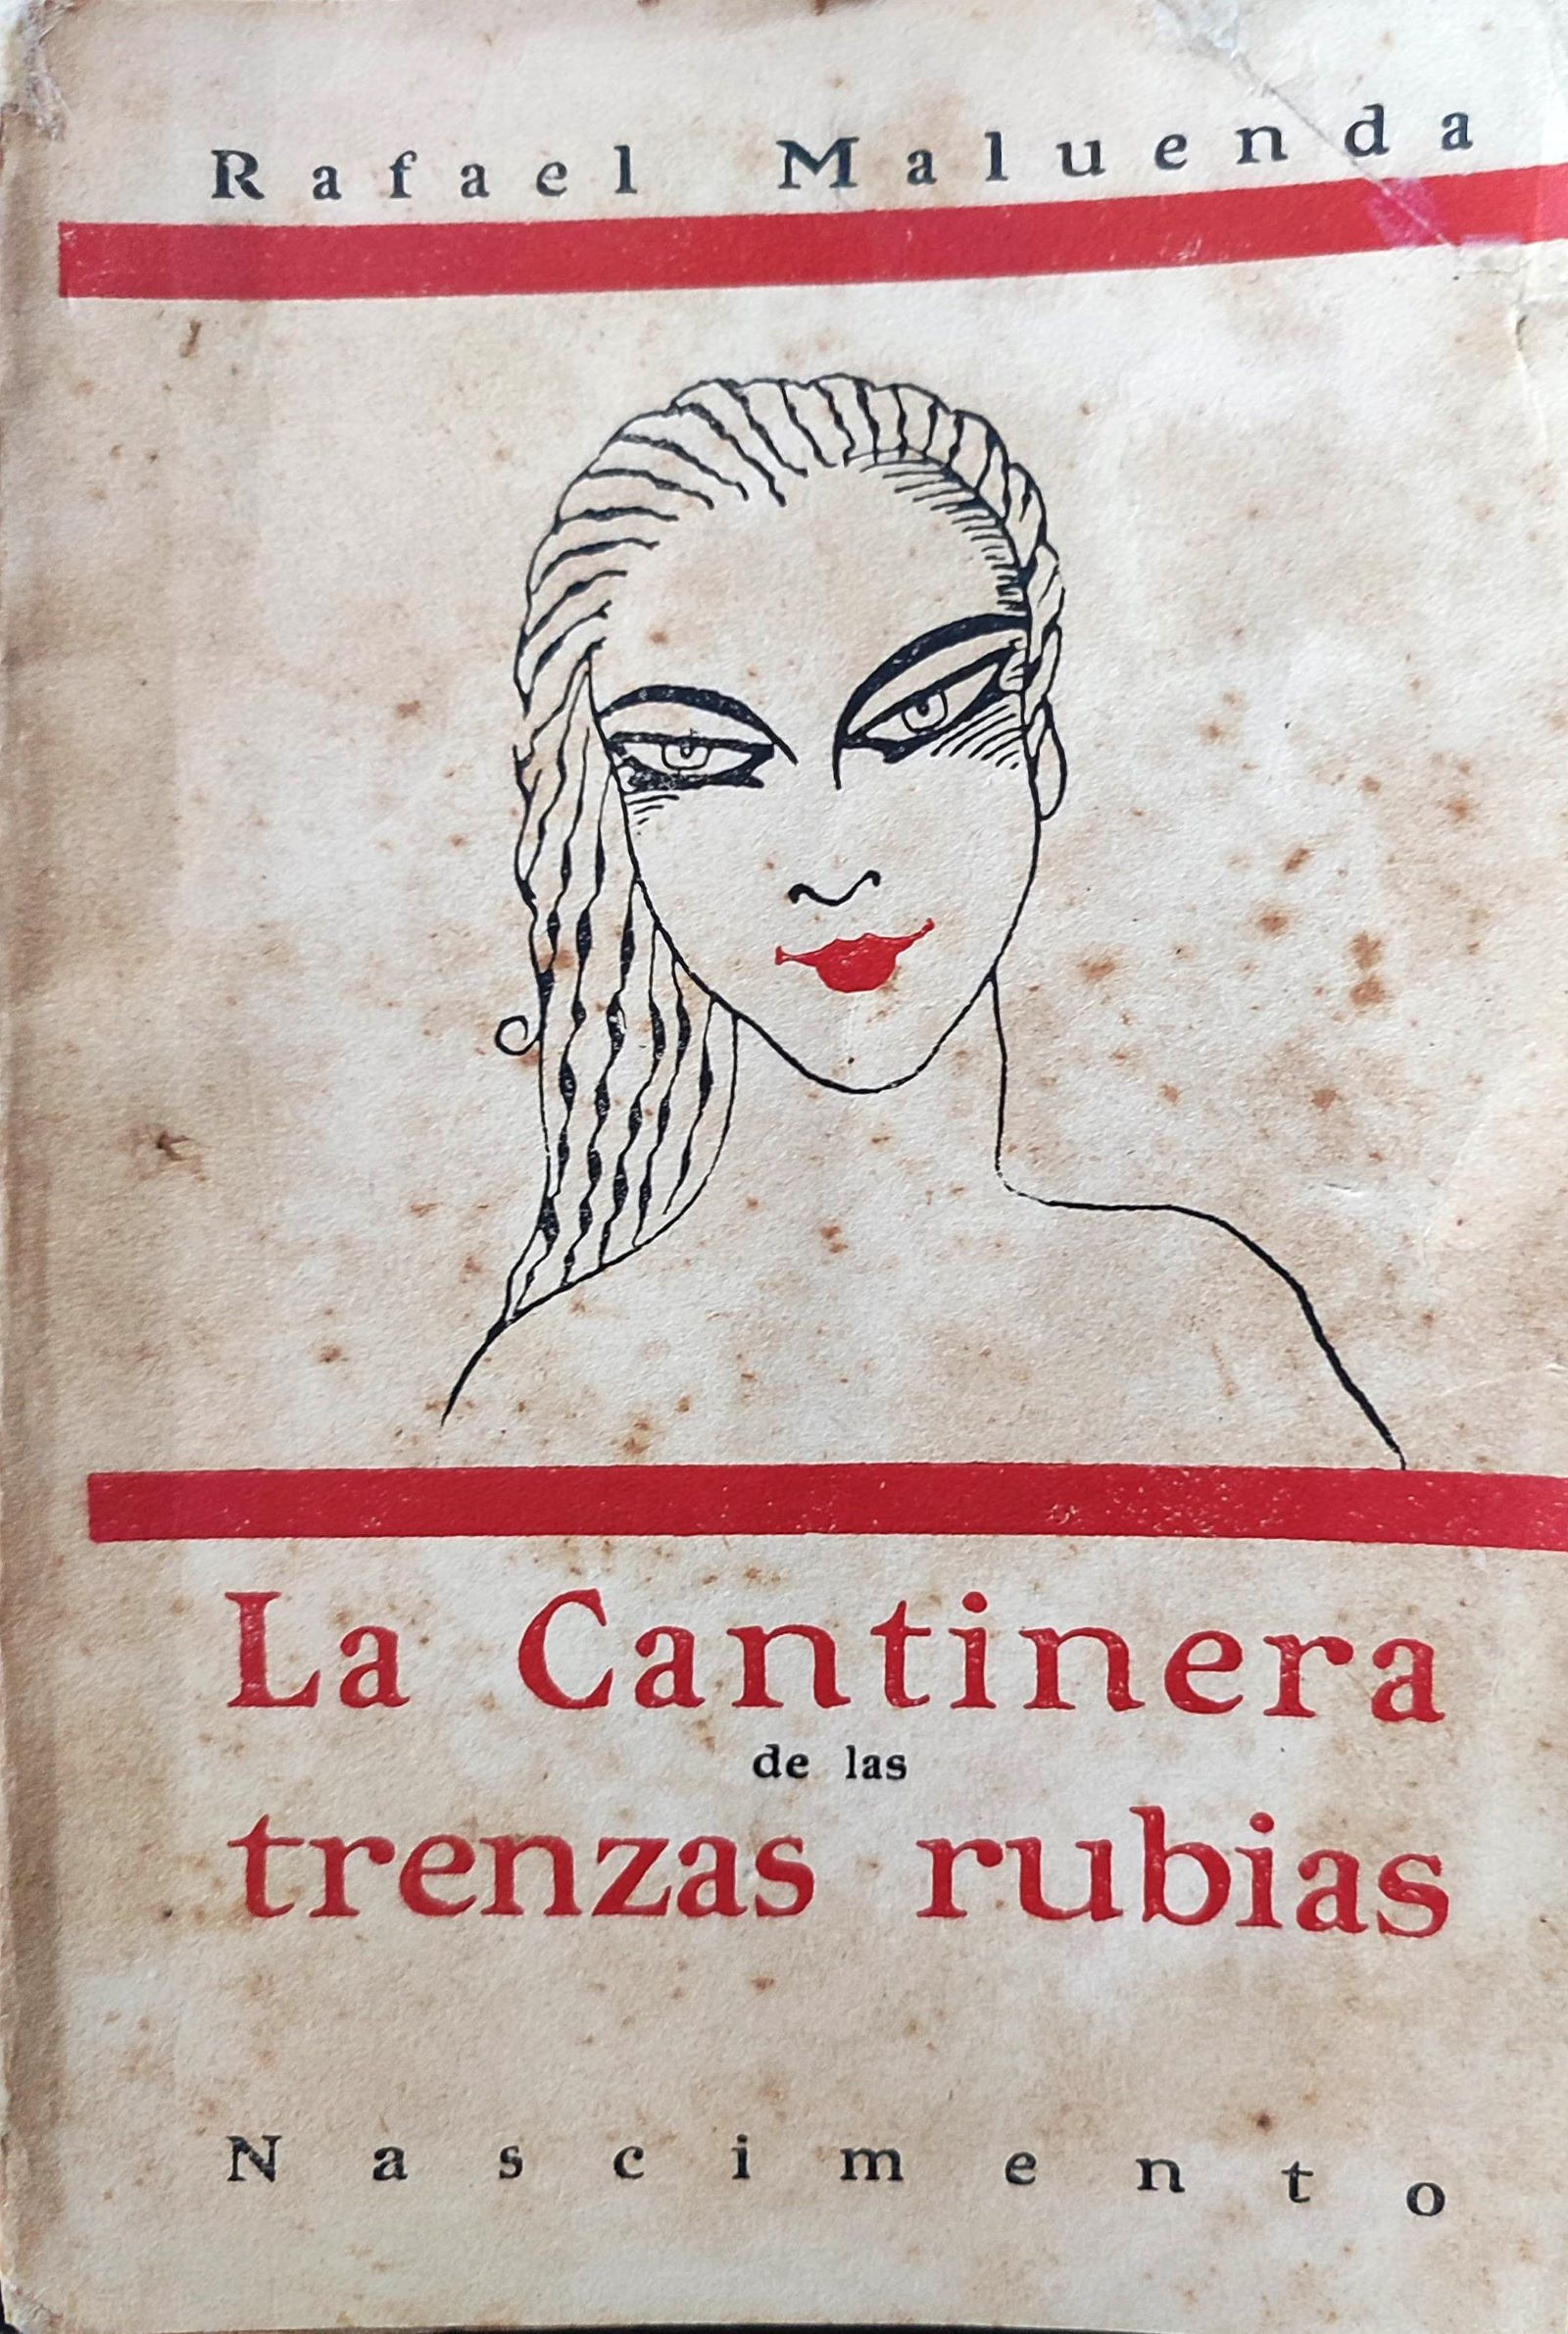 Rafael Maluenda
La Cantinera
de las
trenzas rubias
Nascimento